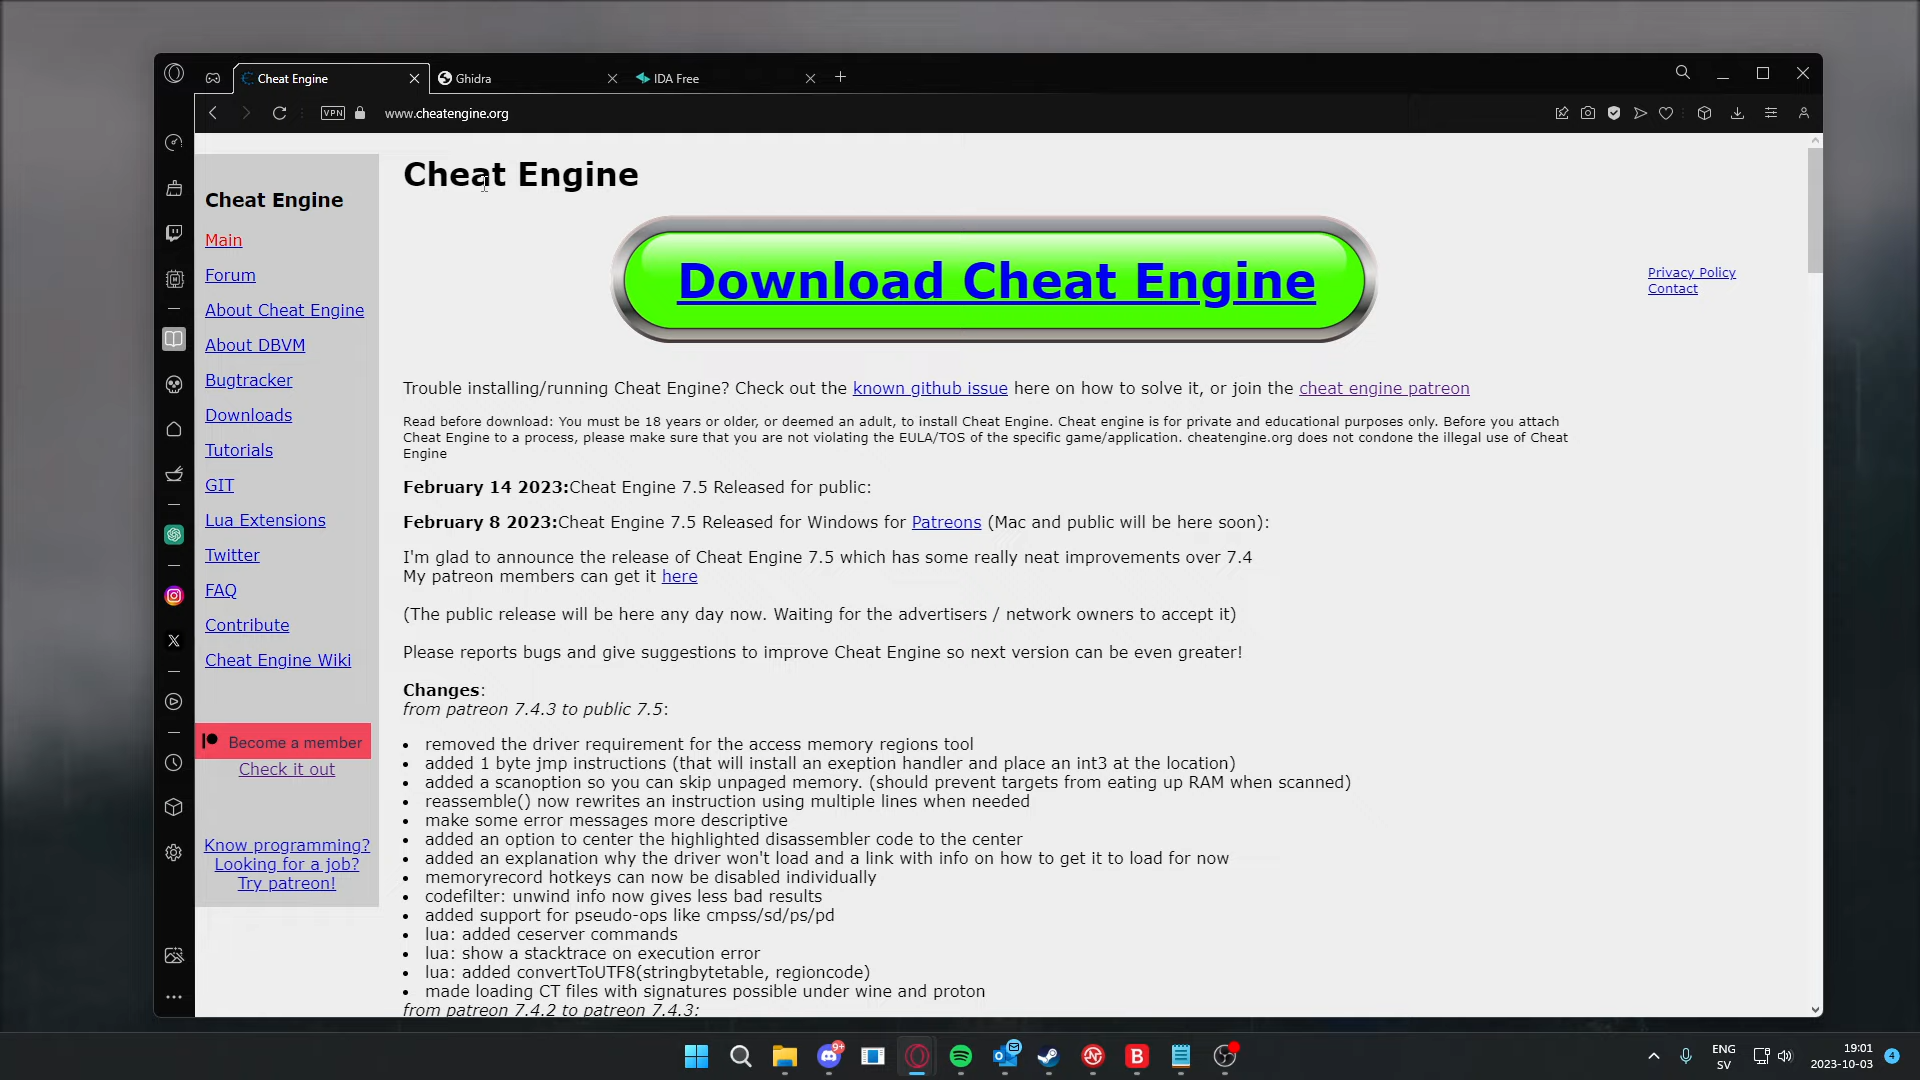 Cheat Engine
Ghidra
IDA Free
VPN
www.cheatengine.org
Cheat Engine
Main
Forum
About Cheat Engine
About DBVM
Bugtracker
Downloads
Tutorials
GIT
Lua Extensions
Twitter
FAQ
Contribute
Cheat Engine Wiki
Become a member
Check it out
Know programming?
Looking for a job?
Try patreon!
Cheat Engine
Download Cheat Engine
Privacy Policy
Contact
Trouble installing/running Cheat Engine? Check out the known github issue here on how to solve it, or join the cheat engine patreon
Read before download: You must be 18 years or older, or deemed an adult, to install Cheat Engine. Cheat engine is for private and educational purposes only. Before you attach
Cheat Engine to a process, please make sure that you are not violating the EULA/TOS of the specific game/application. cheatengine.org does not condone the illegal use of Cheat
Engine
February 14 2023:Cheat Engine 7.5 Released for public:
February 8 2023:Cheat Engine 7.5 Released for Windows for Patreons (Mac and public will be here soon):
I'm glad to announce the release of Cheat Engine 7.5 which has some really neat improvements over 7.4
My patreon members can get it here
(The public release will be here any day now. Waiting for the advertisers / network owners to accept it)
Please reports bugs and give suggestions to improve Cheat Engine so next version can be even greater!
Changes:
from patreon 7.4.3 to public 7.5:
• removed the driver requirement for the access memory regions tool
• added 1 byte jmp instructions (that will install an exeption handler and place an int3 at the location)
• added a scanoption so you can skip unpaged memory. (should prevent targets from eating up RAM when scanned)
• reassemble() now rewrites an instruction using multiple lines when needed
• make some error messages more descriptive
• added an option to center the highlighted disassembler code to the center
• added an explanation why the driver won't load and a link with info on how to get it to load for now
• memoryrecord hotkeys can now be disabled individually
• codefilter: unwind info now gives less bad results
• added support for pseudo-ops like cmpss/sd/ps/pd
• lua: added ceserver commands
• lua: show a stacktrace on execution error
• lua: added convertToUTF8(stringbytetable, regioncode)
• made loading CT files with signatures possible under wine and proton
from patreon 7.4.2 to patreon 7.4.3:
9+
B
ENG
SV
19:01
2023-10-03
4